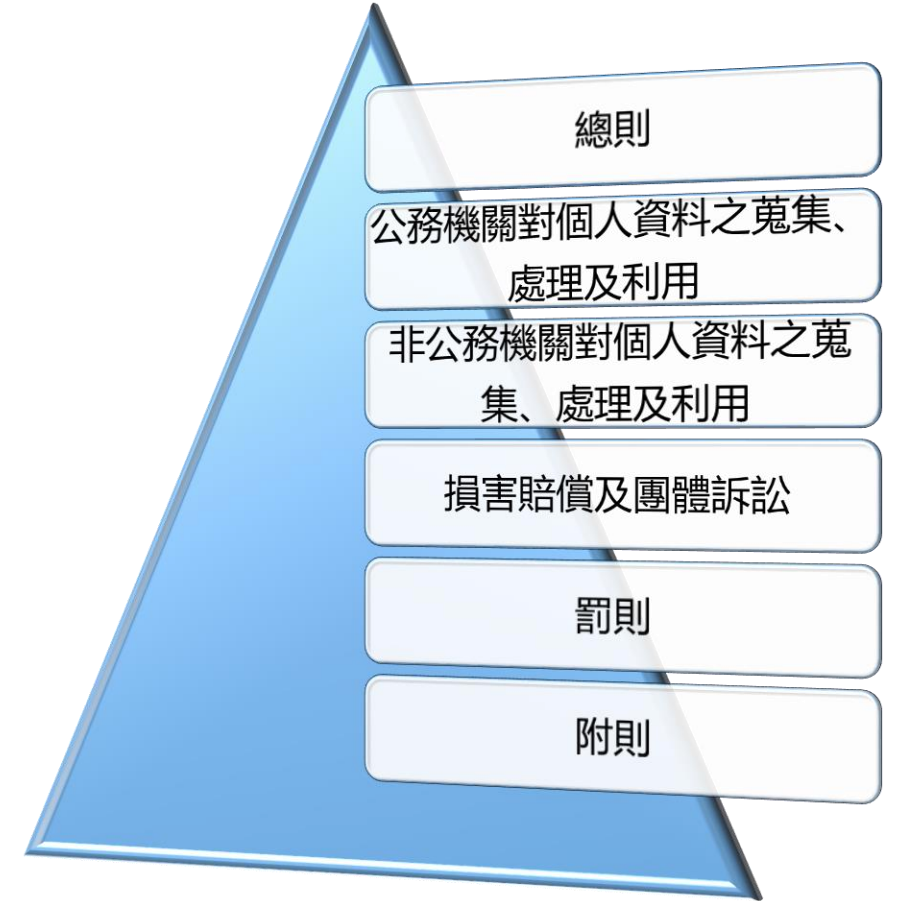 總則
公務機關對個人資料之蒐集、
處理及利用
非公務機關對個人資料之蒐
集、處理及利用
損害賠償及團體訴訟
罰則
附則